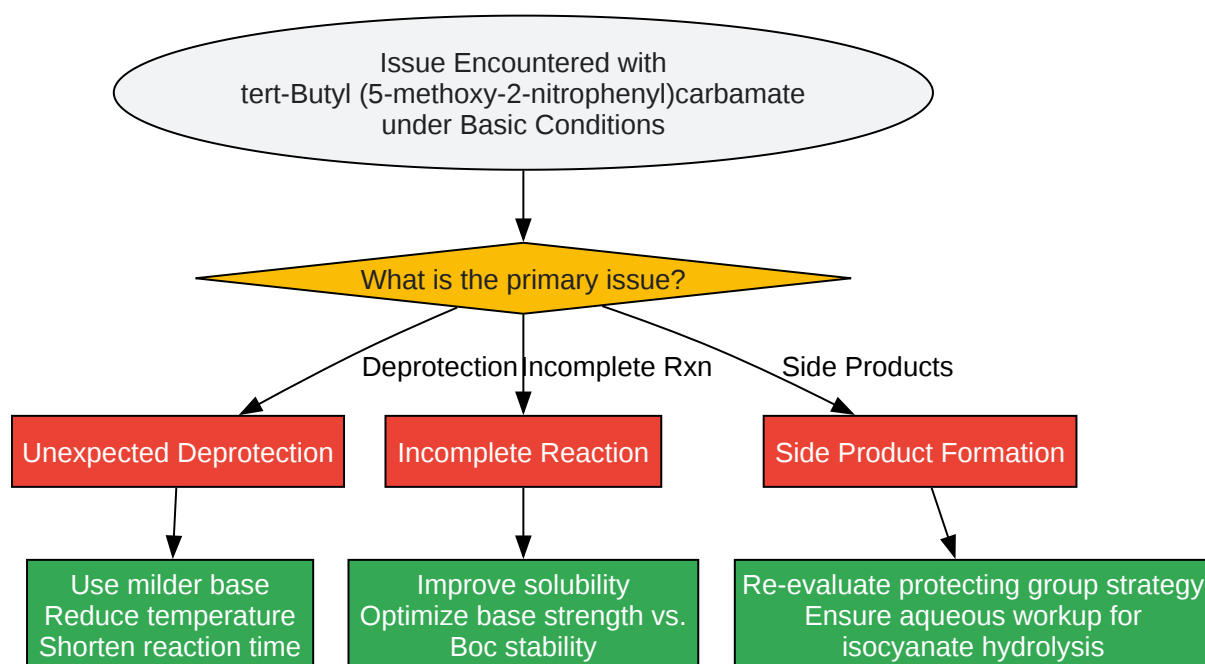 Issue Encountered with
tert-Butyl (5-methoxy-2-nitrophenyl)carbamate
under Basic Conditions
What is the primary issue?
Deprotection
Incomplete Rxn
Side Products
Unexpected Deprotection
Incomplete Reaction
Side Product Formation
Use milder base
Reduce temperature
Shorten reaction time
Improve solubility
Optimize base strength vs.
Boc stability
Re-evaluate protecting group strategy
Ensure aqueous workup for
isocyanate hydrolysis